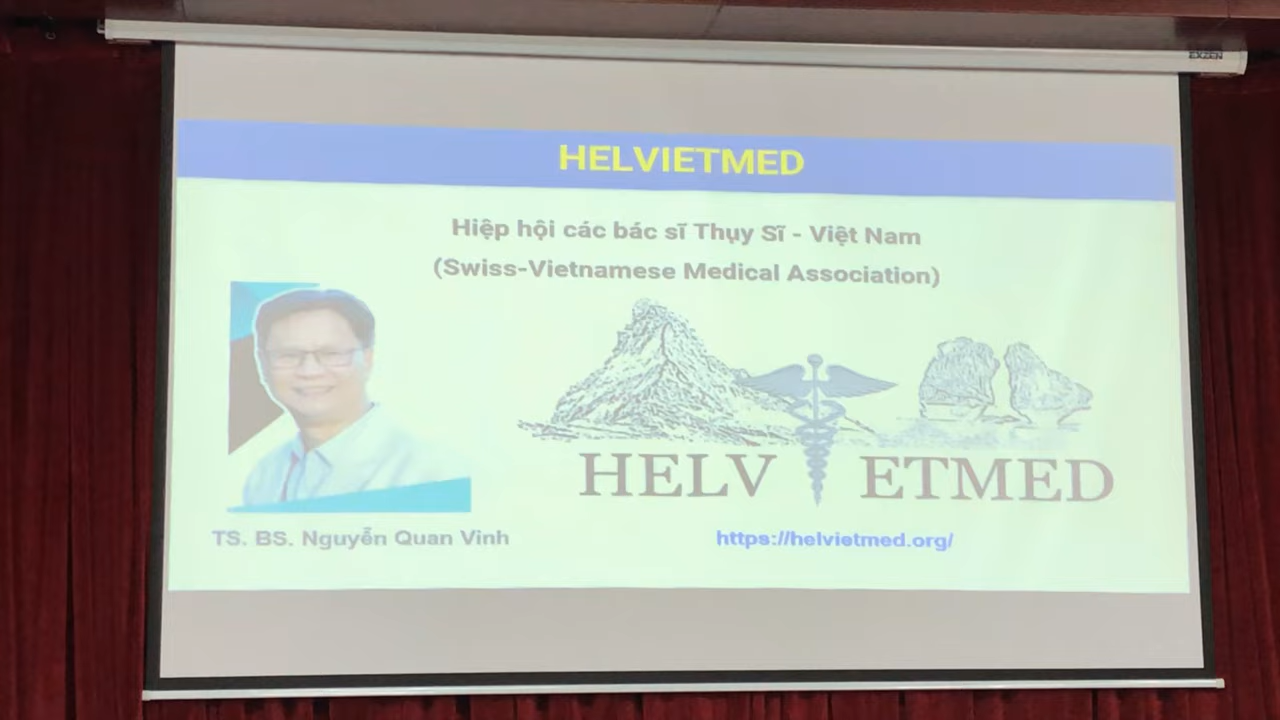 EXZEN
HELVIETMED
Hiệp hội các bác sĩ Thụy Sĩ - Việt Nam
(Swiss-Vietnamese Medical Association)
HELV ETMED
TS. BS. Nguyễn Quan Vinh
https://helvietmed.org/